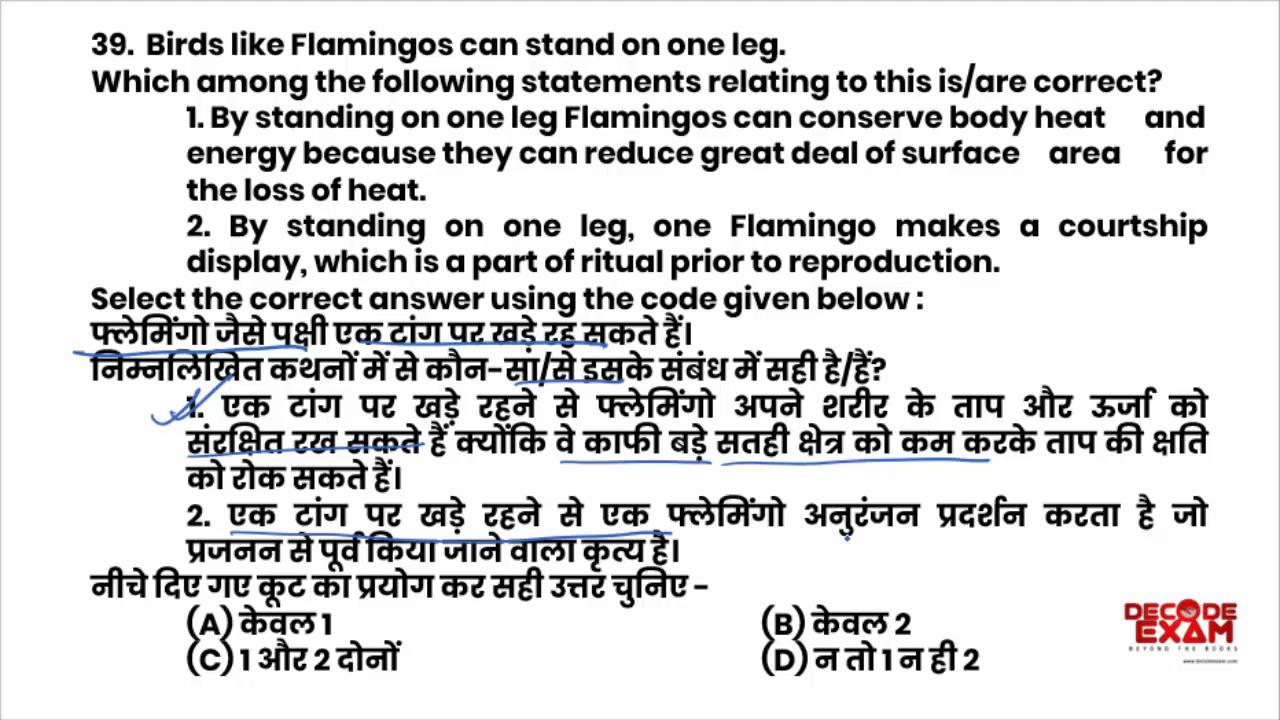 39. Birds like Flamingos can stand on one leg.
Which among the following statements relating to this is/are correct?
1. By standing on one leg Flamingos can conserve body heat and
energy because they can reduce great deal of surface area for
the loss of heat.
2. By standing on one leg, one Flamingo makes a courtship
display, which is a part of ritual prior to reproduction.
Select the correct answer using the code given below :
फ्लेमिंगो जैसे पक्षी एक टांग पर खड़े रह सकते हैं।
निम्नलिखित कथनों में से कौन-सा/से इसके संबंध में सही है/हैं?
1. एक टांग पर खड़े रहने से फ्लेमिंगो अपने शरीर के ताप और ऊर्जा को
संरक्षित रख सकते हैं क्योंकि वे काफी बड़े सतही क्षेत्र को कम करके ताप की क्षति
को रोक सकते हैं।
2. एक टांग पर खड़े रहने से एक फ्लेमिंगो अनुरंजन प्रदर्शन करता है जो
प्रजनन से पूर्व किया जाने वाला कृत्य है।
नीचे दिए गए कूट का प्रयोग कर सही उत्तर चुनिए -
(A) केवल 1 (B) केवल 2
(C) 1 और 2 दोनों (D) न तो 1 न ही 2
DECODE
EXAM
BEYOND THE BOOKS
www.decodeexam.com